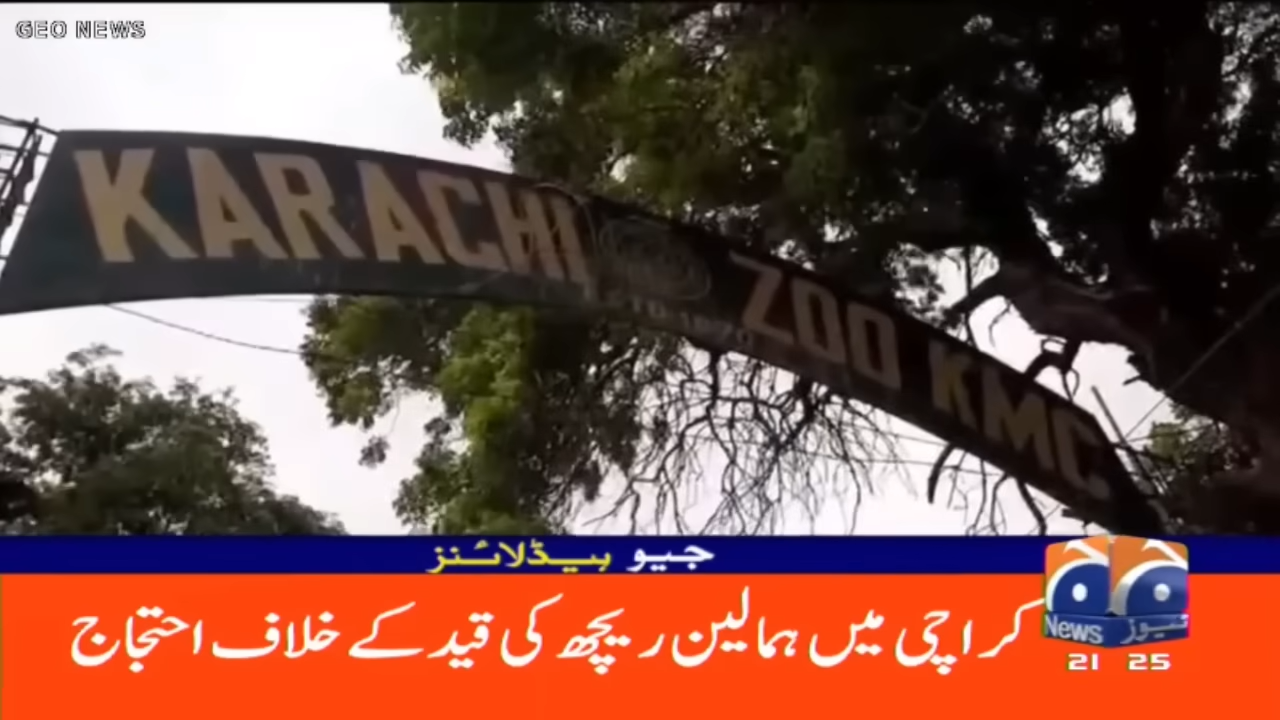 GEO NEWS
KARACHI ZOO KMC
جیو ہیڈلائنز
کراچی میں ہمالین ریچھ کی قید کے خلاف احتجاج
News نیوز
21 25